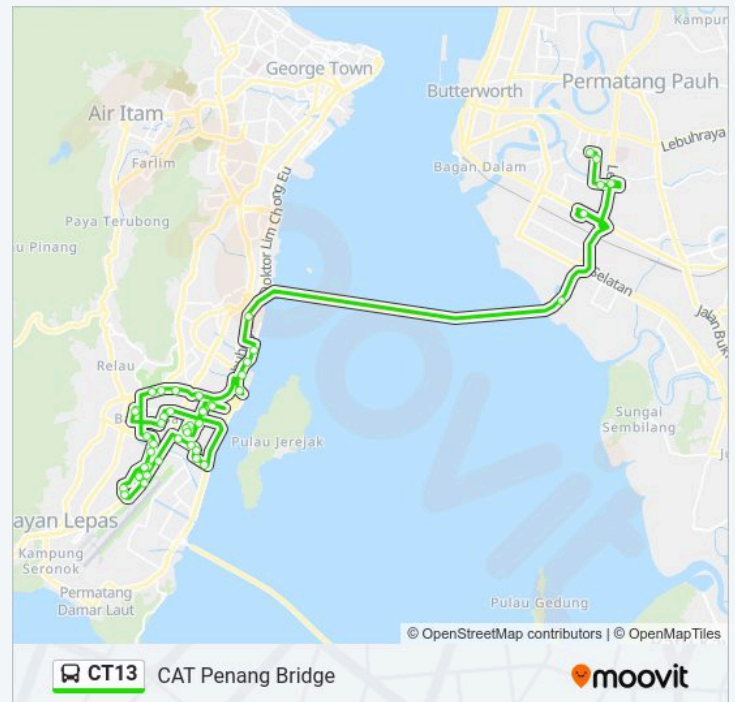 Kampu
George Town
Permatang Pauh
Butterworth
Air Itam
Lebuhraya
Farlim
Bagan Dalam
oktor Lim Chong Eu
Paya Terubong
u Pinang
Selatan
Jalan Buk
Relau
Sungai
Sembilang
Pulau Jerejak
ayan Lepas
Kampung
Seronok
Permatang
Damar Laut
Pulau Gedung
© OpenStreetMap contributors | © OpenMapTiles
CT13 CAT Penang Bridge moovit